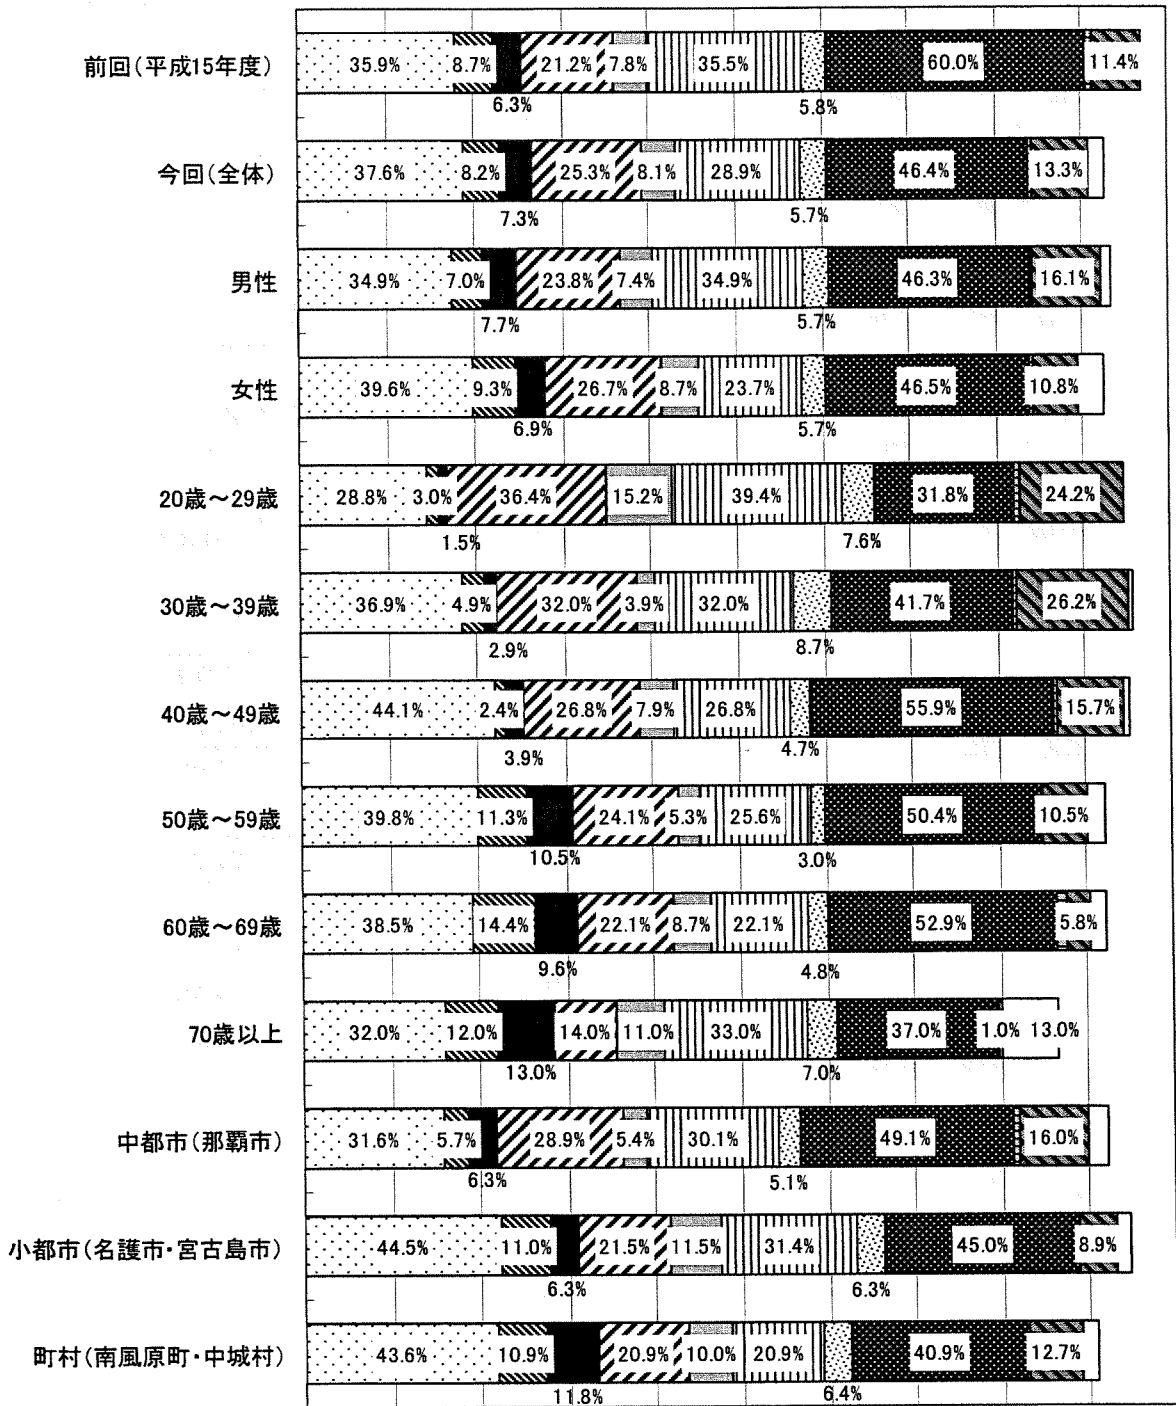 前回(平成15年度) 35.9% 8.7% 21.2% 7.8% 35.5% 60.0% 11.4%
6.3% 5.8%
今回(全体) 37.6% 8.2% 25.3% 8.1% 28.9% 46.4% 13.3%
7.3% 5.7%
男性 34.9% 7.0% 23.8% 7.4% 34.9% 46.3% 16.1%
7.7% 5.7%
女性 39.6% 9.3% 26.7% 8.7% 23.7% 46.5% 10.8%
6.9% 5.7%
20歳~29歳 28.8% 3.0% 36.4% 15.2% 39.4% 31.8% 24.2%
1.5% 7.6%
30歳~39歳 36.9% 4.9% 32.0% 3.9% 32.0% 41.7% 26.2%
2.9% 8.7%
40歳~49歳 44.1% 2.4% 26.8% 7.9% 26.8% 55.9% 15.7%
3.9% 4.7%
50歳~59歳 39.8% 11.3% 24.1% 5.3% 25.6% 50.4% 10.5%
10.5% 3.0%
60歳~69歳 38.5% 14.4% 22.1% 8.7% 22.1% 52.9% 5.8%
9.6% 4.8%
70歳以上 32.0% 12.0% 14.0% 11.0% 33.0% 37.0% 1.0% 13.0%
13.0% 7.0%
中都市(那覇市) 31.6% 5.7% 28.9% 5.4% 30.1% 49.1% 16.0%
6.3% 5.1%
小都市(名護市・宮古島市) 44.5% 11.0% 21.5% 11.5% 31.4% 45.0% 8.9%
6.3% 6.3%
町村(南風原町・中城村) 43.6% 10.9% 20.9% 10.0% 20.9% 40.9% 12.7%
11.8% 6.4%